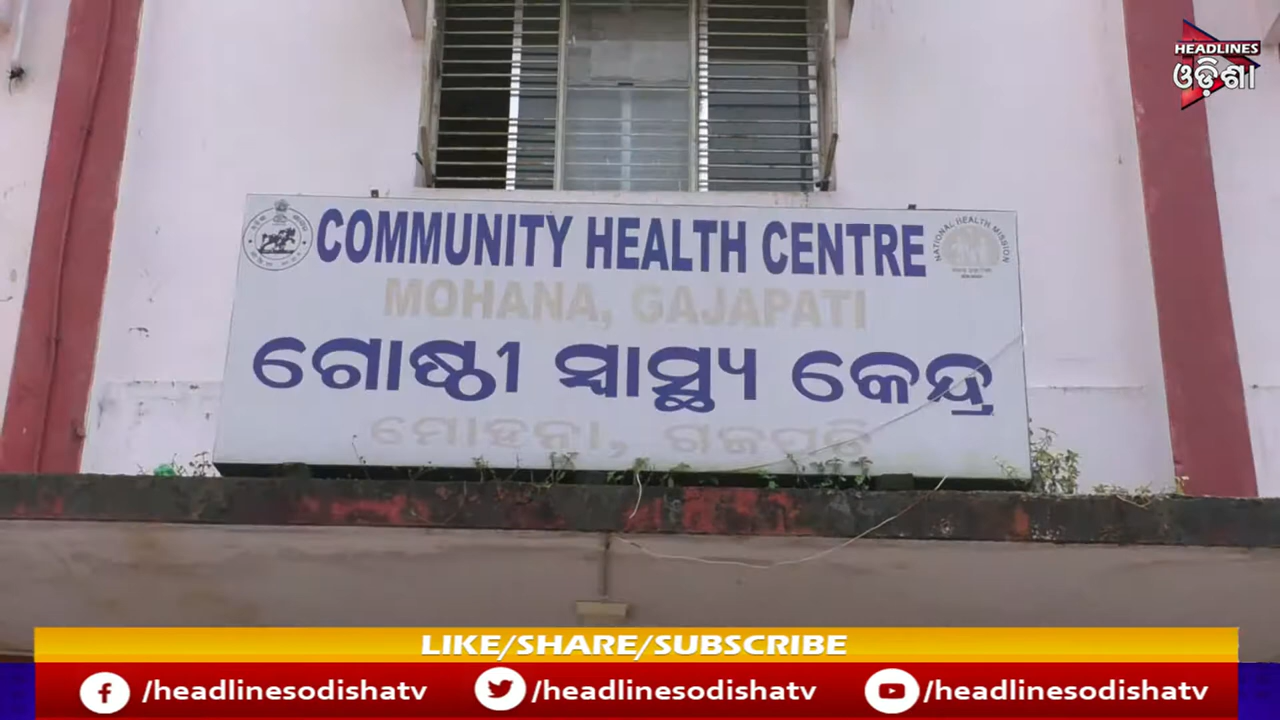 HEADLINES
ଓଡ଼ିଶା
COMMUNITY HEALTH CENTRE
NATIONAL HEALTH MISSION
MOHANA, GAJAPATI
ଗୋଷ୍ଠୀ ସ୍ୱାସ୍ଥ୍ୟ କେନ୍ଦ୍ର
ମୋହନା, ଗଜପତି
LIKE/SHARE/SUBSCRIBE
/headlinesodishatv /headlinesodishatv /headlinesodishatv